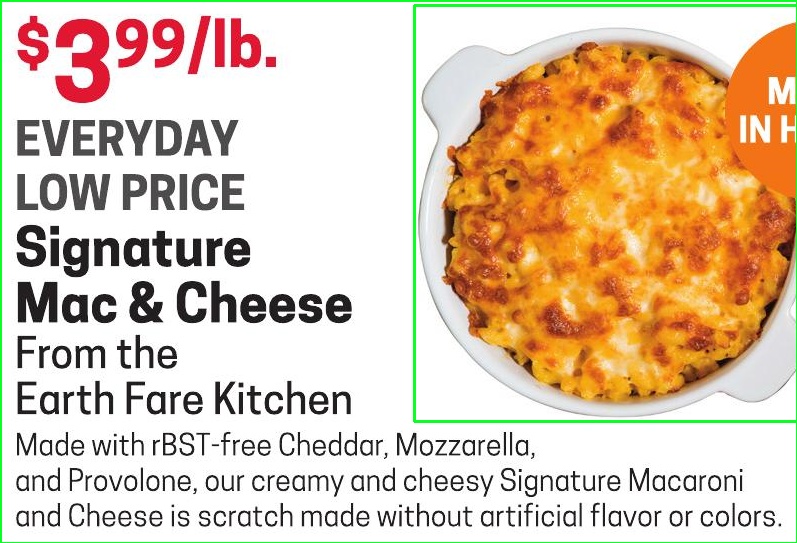 $3.99/lb.
EVERYDAY
LOW PRICE
Signature
Mac & Cheese
From the
Earth Fare Kitchen
Made with rBST-free Cheddar, Mozzarella,
and Provolone, our creamy and cheesy Signature Macaroni
and Cheese is scratch made without artificial flavor or colors.
IN